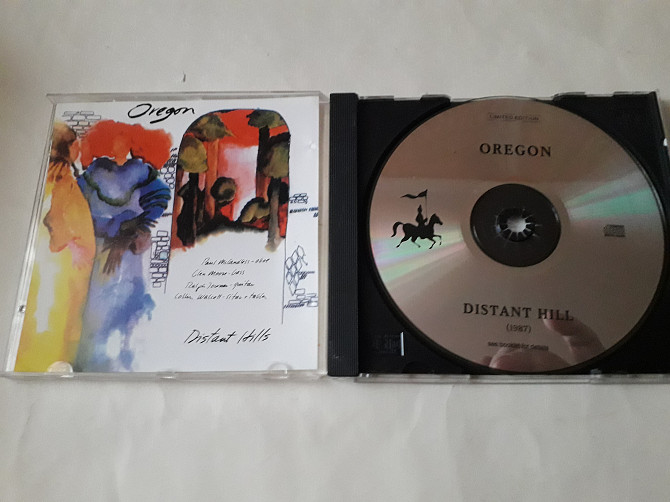 Oregon
Paul McCandless - oboe
Glen Moore - bass
Ralph Towner - guitar
Collin Walcott - sitar + tabla
Distant Hills
LIMITED EDITION
OREGON
DISTANT HILL
(1987)